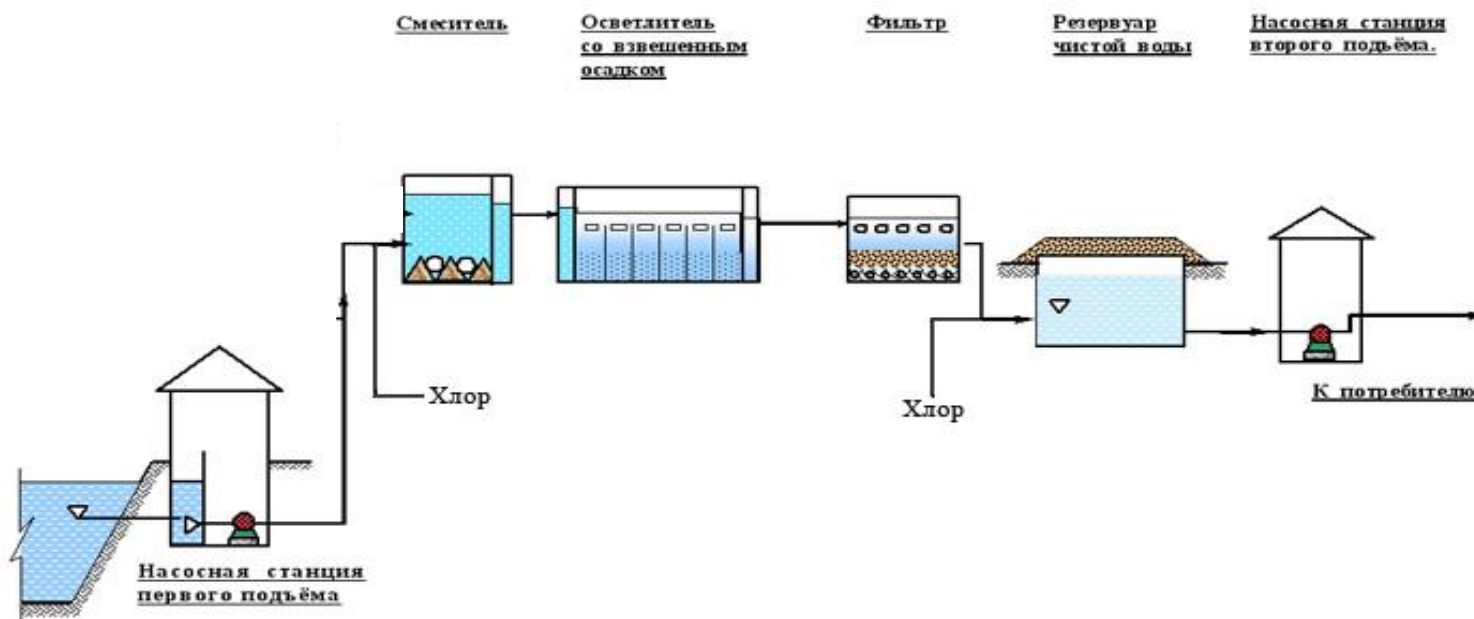 Смеситель
Осветлитель
со взвешенным
осадком
Фильтр
Резервуар
чистой воды
Насосная станция
второго подьёма.
Хлор
Хлор
К потребителю
Насосная станция
первого подъёма